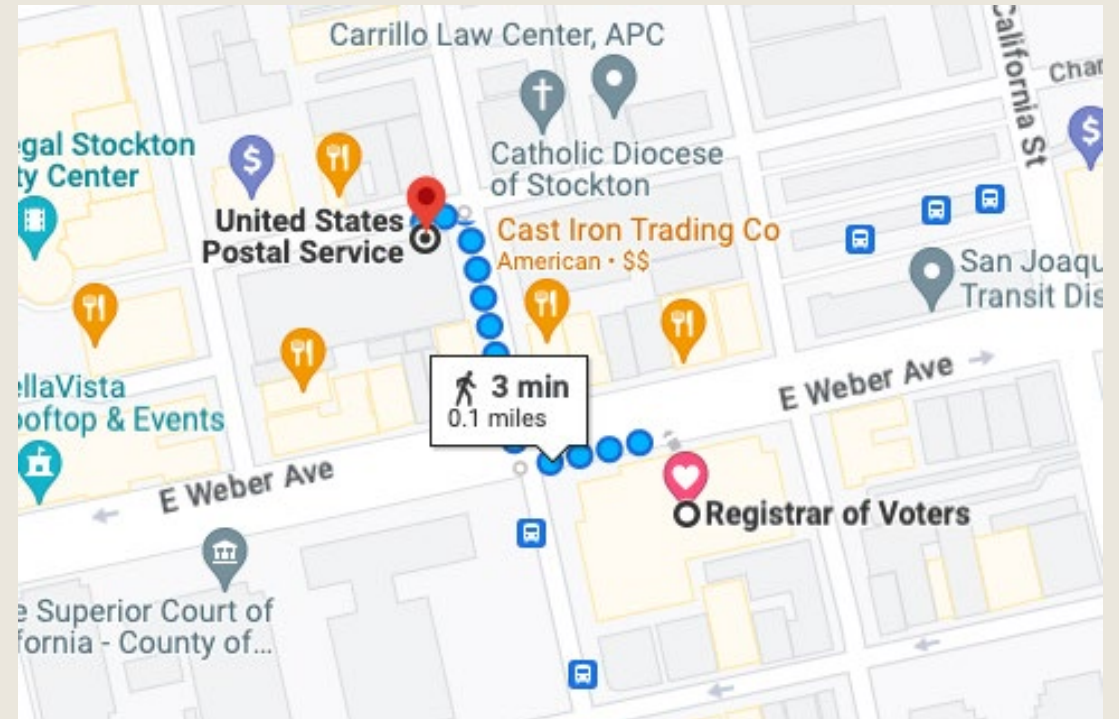 Carrillo Law Center, APC
California St
Char
egal Stockton
ty Center
$
$
Catholic Diocese
of Stockton
United States
Postal Service
Cast Iron Trading Co
American • $$
San Joaqu
Transit Dis
ellaVista
ooftop & Events
3 min
0.1 miles
E Weber Ave
E Weber Ave
Registrar of Voters
e Superior Court of
fornia - County of...